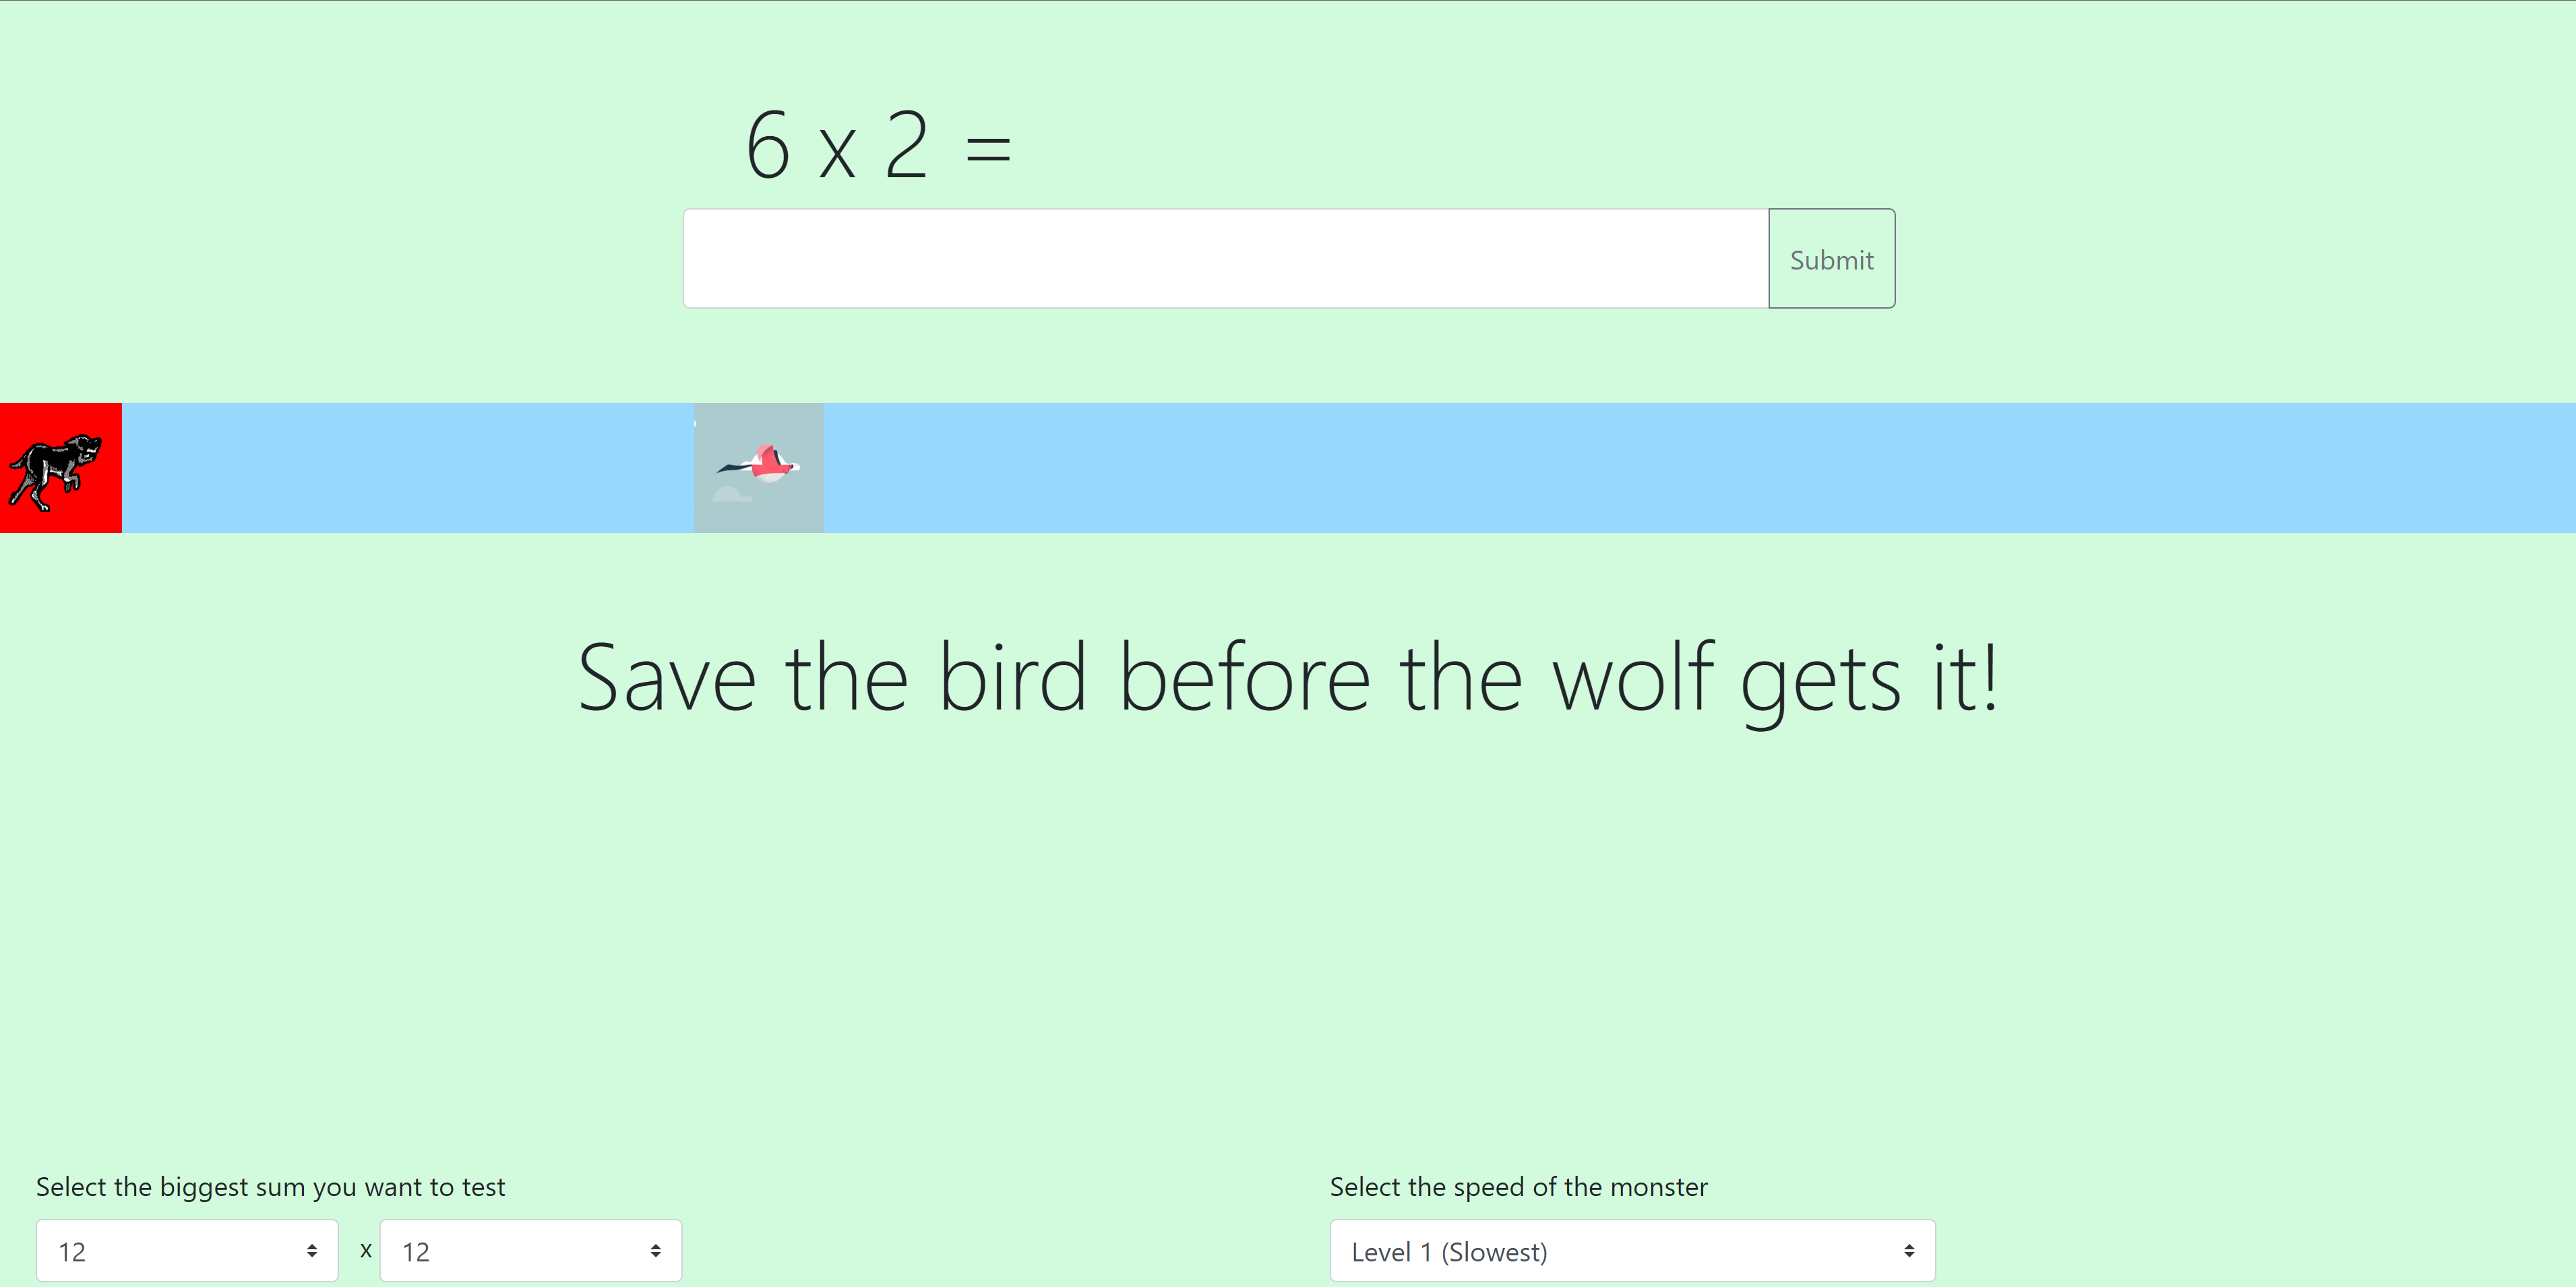 6 x 2 =
Submit
Save the bird before the wolf gets it!
Select the biggest sum you want to test
12 x 12
Select the speed of the monster
Level 1 (Slowest)